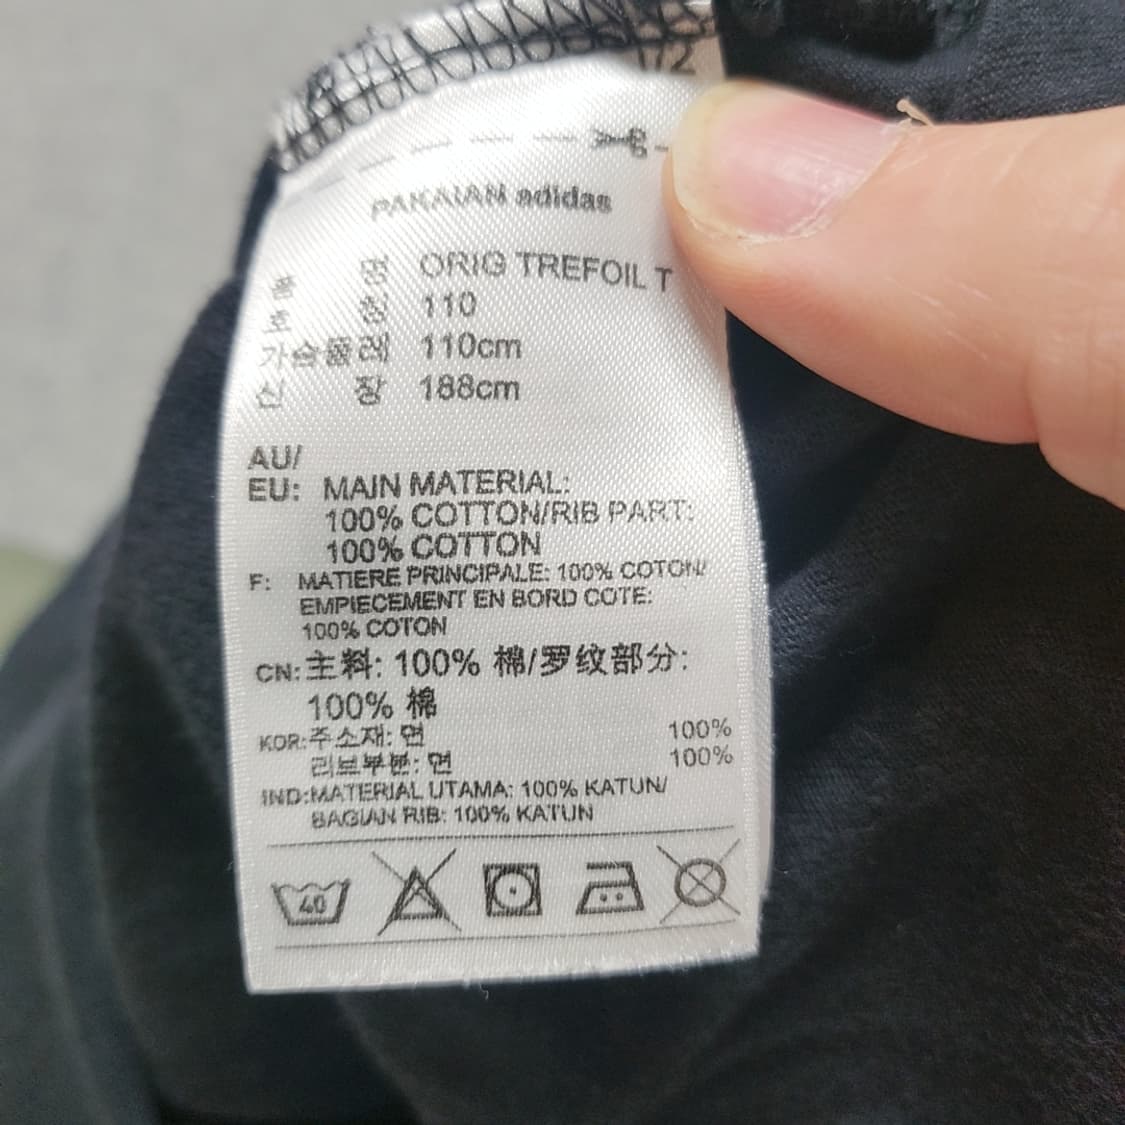 1/2
PAKAIAN adidas
품 명 ORIG TREFOIL T
호 칭 110
가슴둘레 110cm
신 장 188cm
AU/
EU: MAIN MATERIAL:
100% COTTON/RIB PART:
100% COTTON
F: MATIERE PRINCIPALE: 100% COTON/
EMPIECEMENT EN BORD COTE:
100% COTON
CN: 主料: 100% 棉/罗纹部分:
100% 棉
KOR: 주소재: 면 100%
리브부분: 면 100%
IND: MATERIAL UTAMA: 100% KATUN/
BAGIAN RIB: 100% KATUN
40